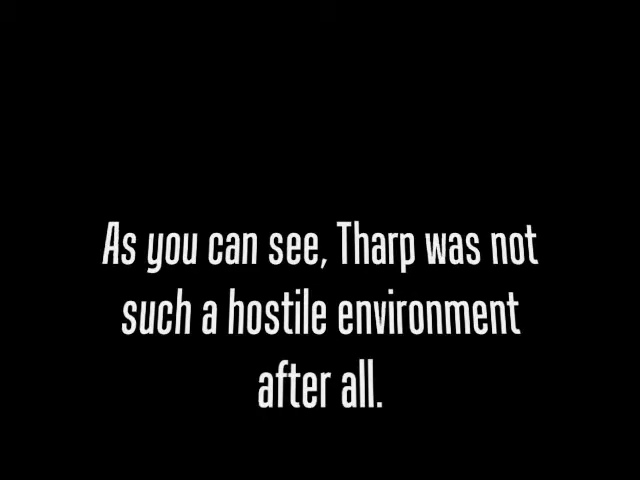 As you can see, Tharp was not
such a hostile environment
after all.